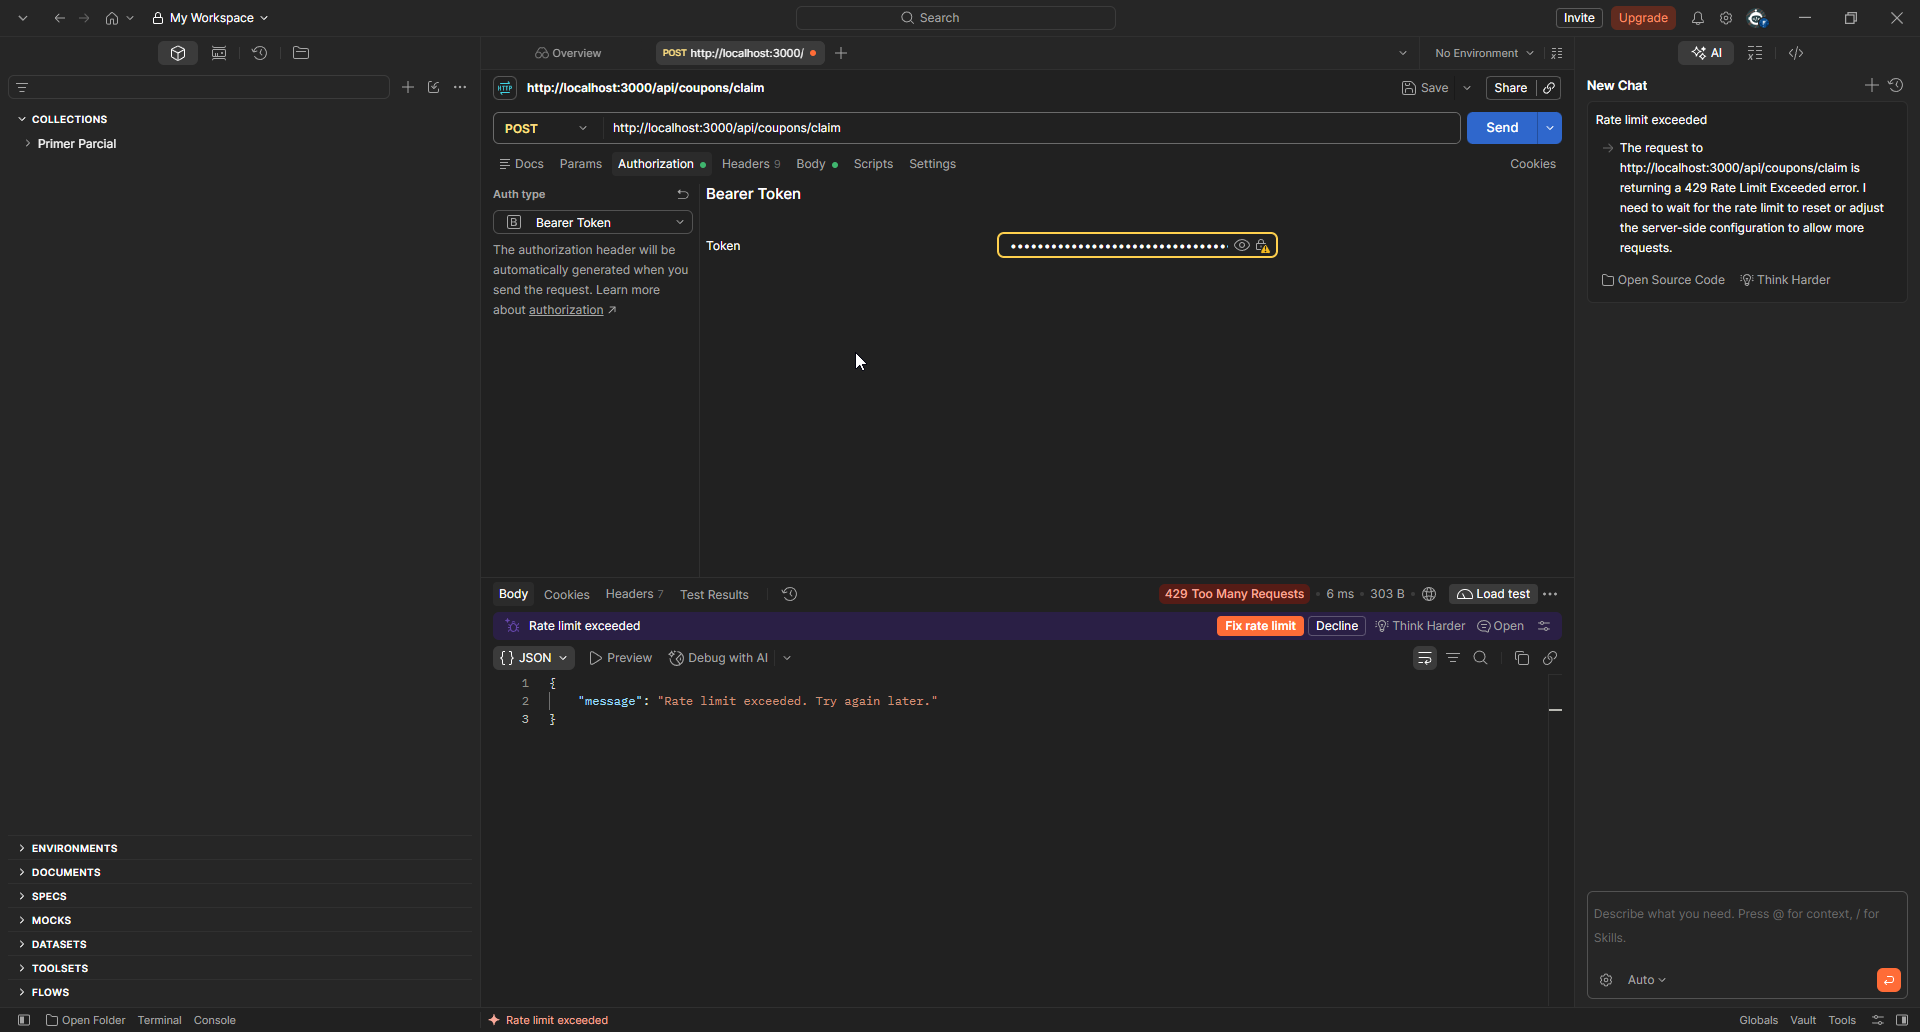 My Workspace
Search
Invite
Upgrade
COLLECTIONS
Primer Parcial
ENVIRONMENTS
DOCUMENTS
SPECS
MOCKS
DATASETS
TOOLSETS
FLOWS
Overview
POST http://localhost:3000/
No Environment
HTTP
http://localhost:3000/api/coupons/claim
Save
Share
POST
http://localhost:3000/api/coupons/claim
Send
Docs
Params
Authorization
Headers 9
Body
Scripts
Settings
Cookies
Auth type
B Bearer Token
The authorization header will be
automatically generated when you
send the request. Learn more
about authorization
Bearer Token
Token
Body
Cookies
Headers 7
Test Results
429 Too Many Requests
6 ms
303 B
Load test
Rate limit exceeded
Fix rate limit
Decline
Think Harder
Open
{} JSON
Preview
Debug with AI
1 {
2 "message": "Rate limit exceeded. Try again later."
3 }
AI
New Chat
Rate limit exceeded
The request to
http://localhost:3000/api/coupons/claim is
returning a 429 Rate Limit Exceeded error. I
need to wait for the rate limit to reset or adjust
the server-side configuration to allow more
requests.
Open Source Code
Think Harder
Describe what you need. Press @ for context, / for
Skills.
Auto
Open Folder
Terminal
Console
Rate limit exceeded
Globals
Vault
Tools